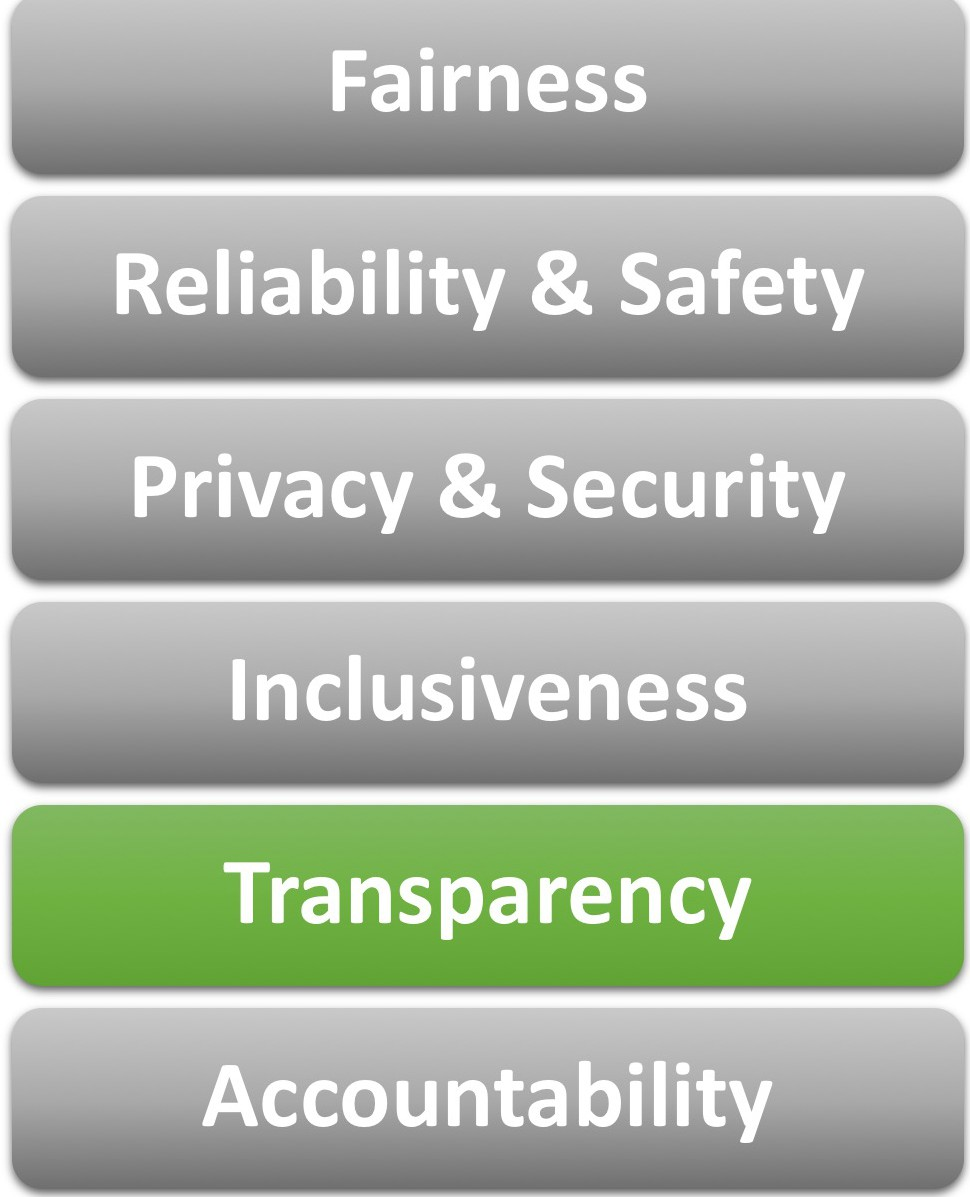 Fairness
Reliability & Safety
Privacy & Security
Inclusiveness
Transparency
Accountability